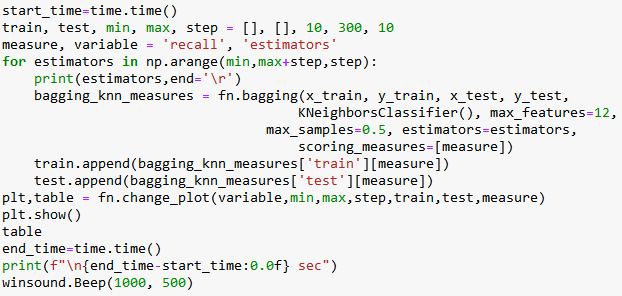 start_time=time.time()
train, test, min, max, step = [], [], 10, 300, 10
measure, variable = 'recall', 'estimators'
for estimators in np.arange(min,max+step,step):
    print(estimators,end='\r')
    bagging_knn_measures = fn.bagging(x_train, y_train, x_test, y_test,
                                      KNeighborsClassifier(), max_features=12,
                                  max_samples=0.5, estimators=estimators,
                                      scoring_measures=[measure])
    train.append(bagging_knn_measures['train'][measure])
    test.append(bagging_knn_measures['test'][measure])
plt,table = fn.change_plot(variable,min,max,step,train,test,measure)
plt.show()
table
end_time=time.time()
print(f"\n{end_time-start_time:0.0f} sec")
winsound.Beep(1000, 500)